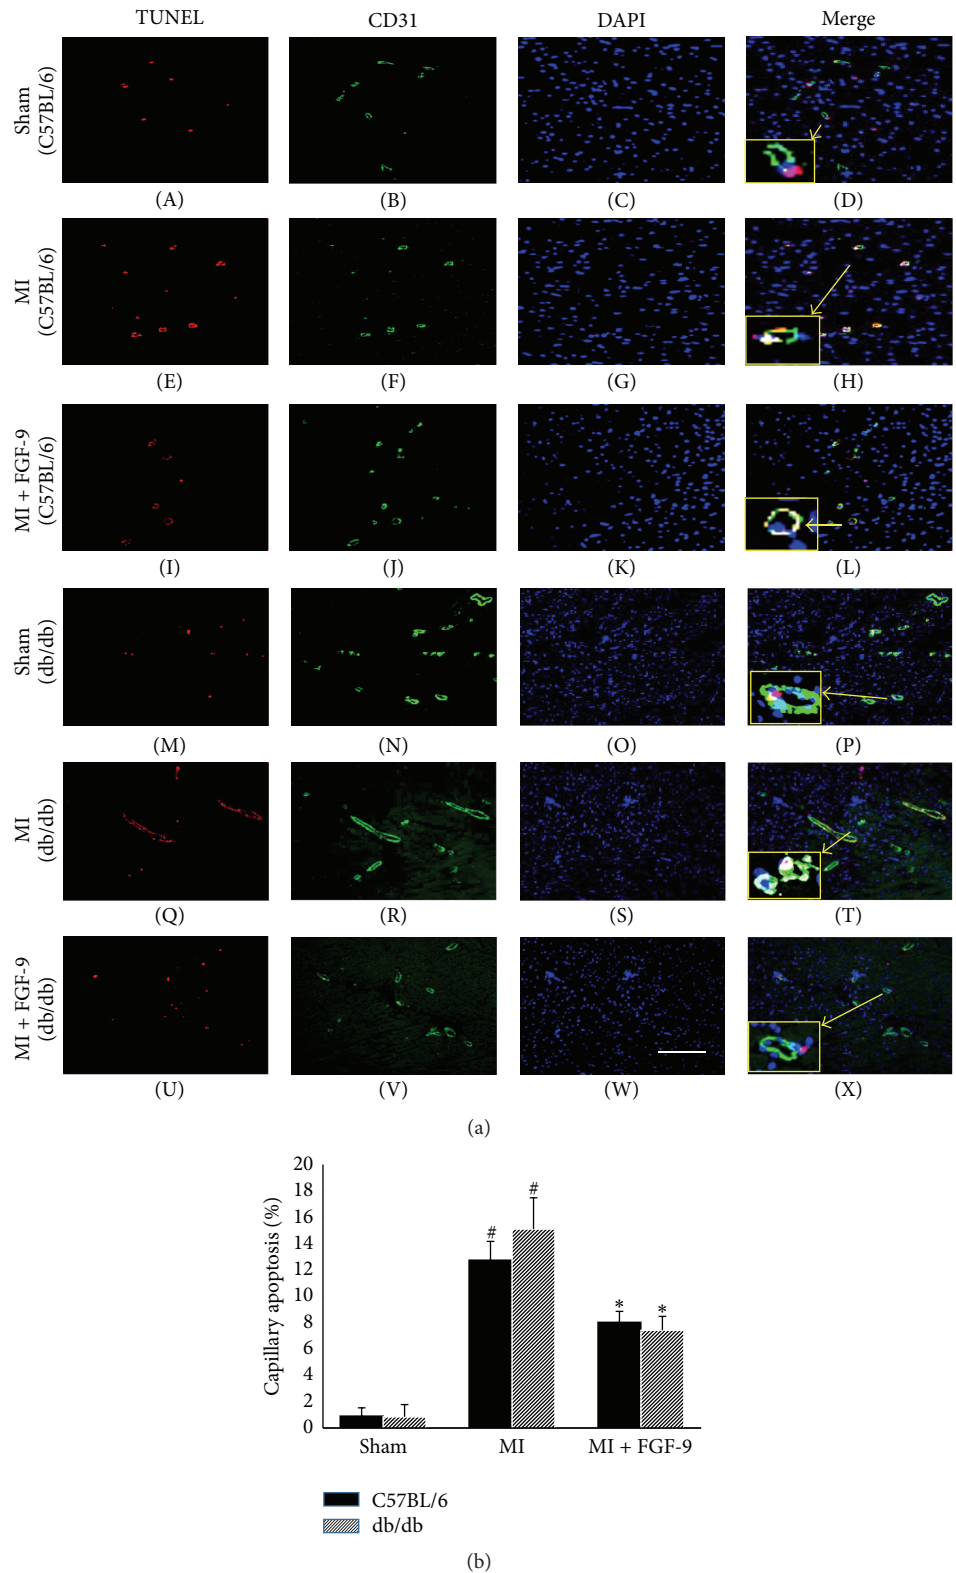 TUNEL CD31 DAPI Merge
Sham
(C57BL/6)
(A) (B) (C) (D)
MI
(C57BL/6)
(E) (F) (G) (H)
MI + FGF-9
(C57BL/6)
(I) (J) (K) (L)
Sham
(db/db)
(M) (N) (O) (P)
MI
(db/db)
(Q) (R) (S) (T)
MI + FGF-9
(db/db)
(U) (V) (W) (X)
(a)
Capillary apoptosis (%)
20
18
16
14
12
10
8
6
4
2
0
# #
* *
Sham MI MI + FGF-9
C57BL/6
db/db
(b)